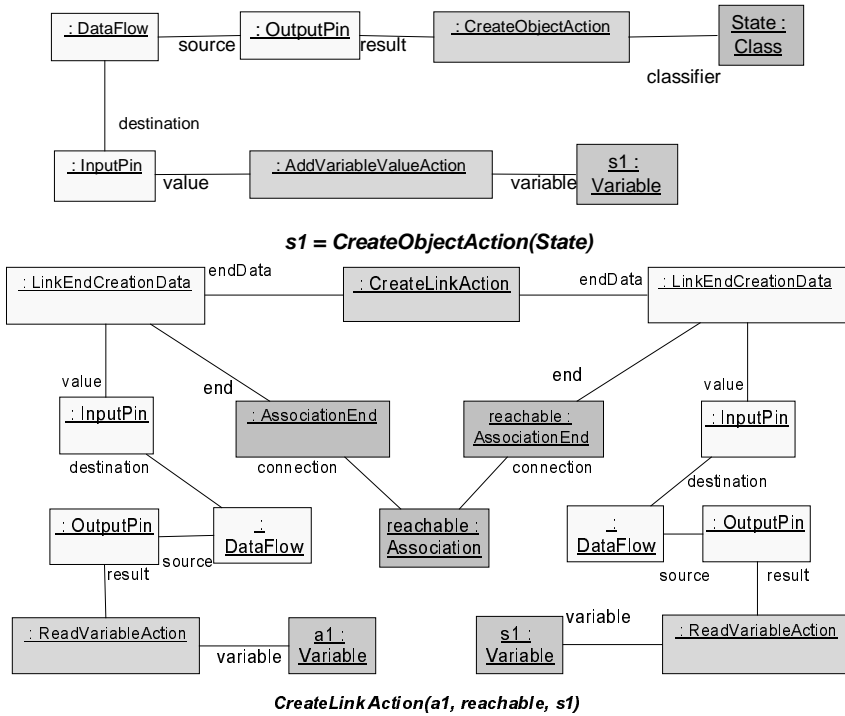 : DataFlow
source
: OutputPin
result
: CreateObjectAction
classifier
State :
Class
destination
: InputPin
value
: AddVariableValueAction
variable
s1 :
Variable
s1 = CreateObjectAction(State)
: LinkEndCreationData
endData
: CreateLinkAction
endData
: LinkEndCreationData
value
end
end
value
: InputPin
: AssociationEnd
reachable :
AssociationEnd
: InputPin
destination
connection
connection
destination
: OutputPin
source
:
DataFlow
reachable :
Association
:
DataFlow
: OutputPin
result
source
result
: ReadVariableAction
variable
a1 :
Variable
s1 :
Variable
variable
: ReadVariableAction
CreateLinkAction(a1, reachable, s1)